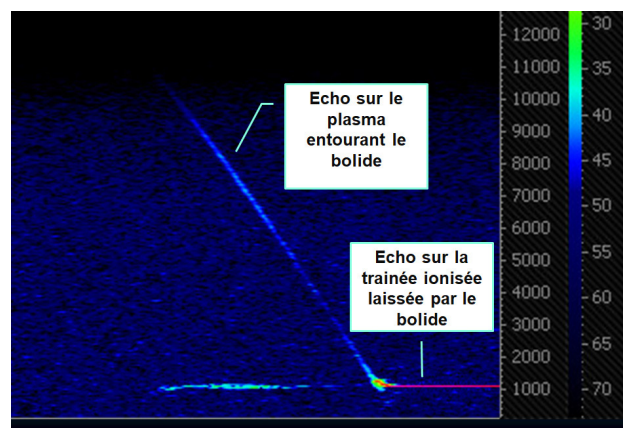 Echo sur le
plasma
entourant le
bolide
Echo sur la
trainée ionisée
laissée par le
bolide
12000
11000
10000
9000
8000
7000
6000
5000
4000
3000
2000
1000
-30
-35
-40
-45
-50
-55
-60
-65
-70